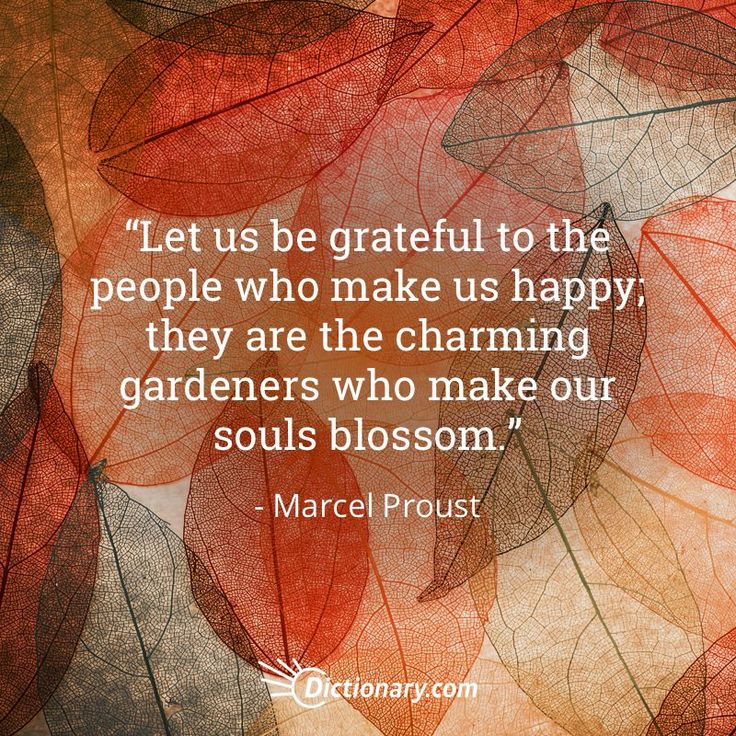 “Let us be grateful to the
people who make us happy;
they are the charming
gardeners who make our
souls blossom.”
- Marcel Proust
Dictionary.com